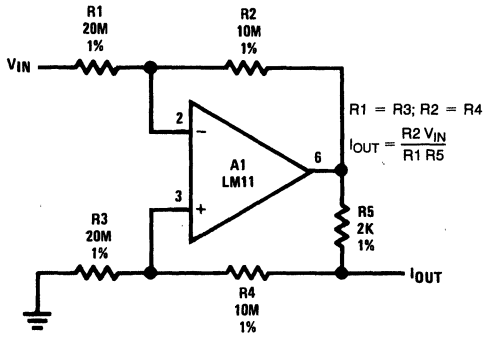 R1
20M
1%
R2
10M
1%
VIN
2
−
A1
LM11
6
3
+
R1 = R3; R2 = R4
IOUT = R2 VIN
R1 R5
R3
20M
1%
R5
2K
1%
R4
10M
1%
IOUT